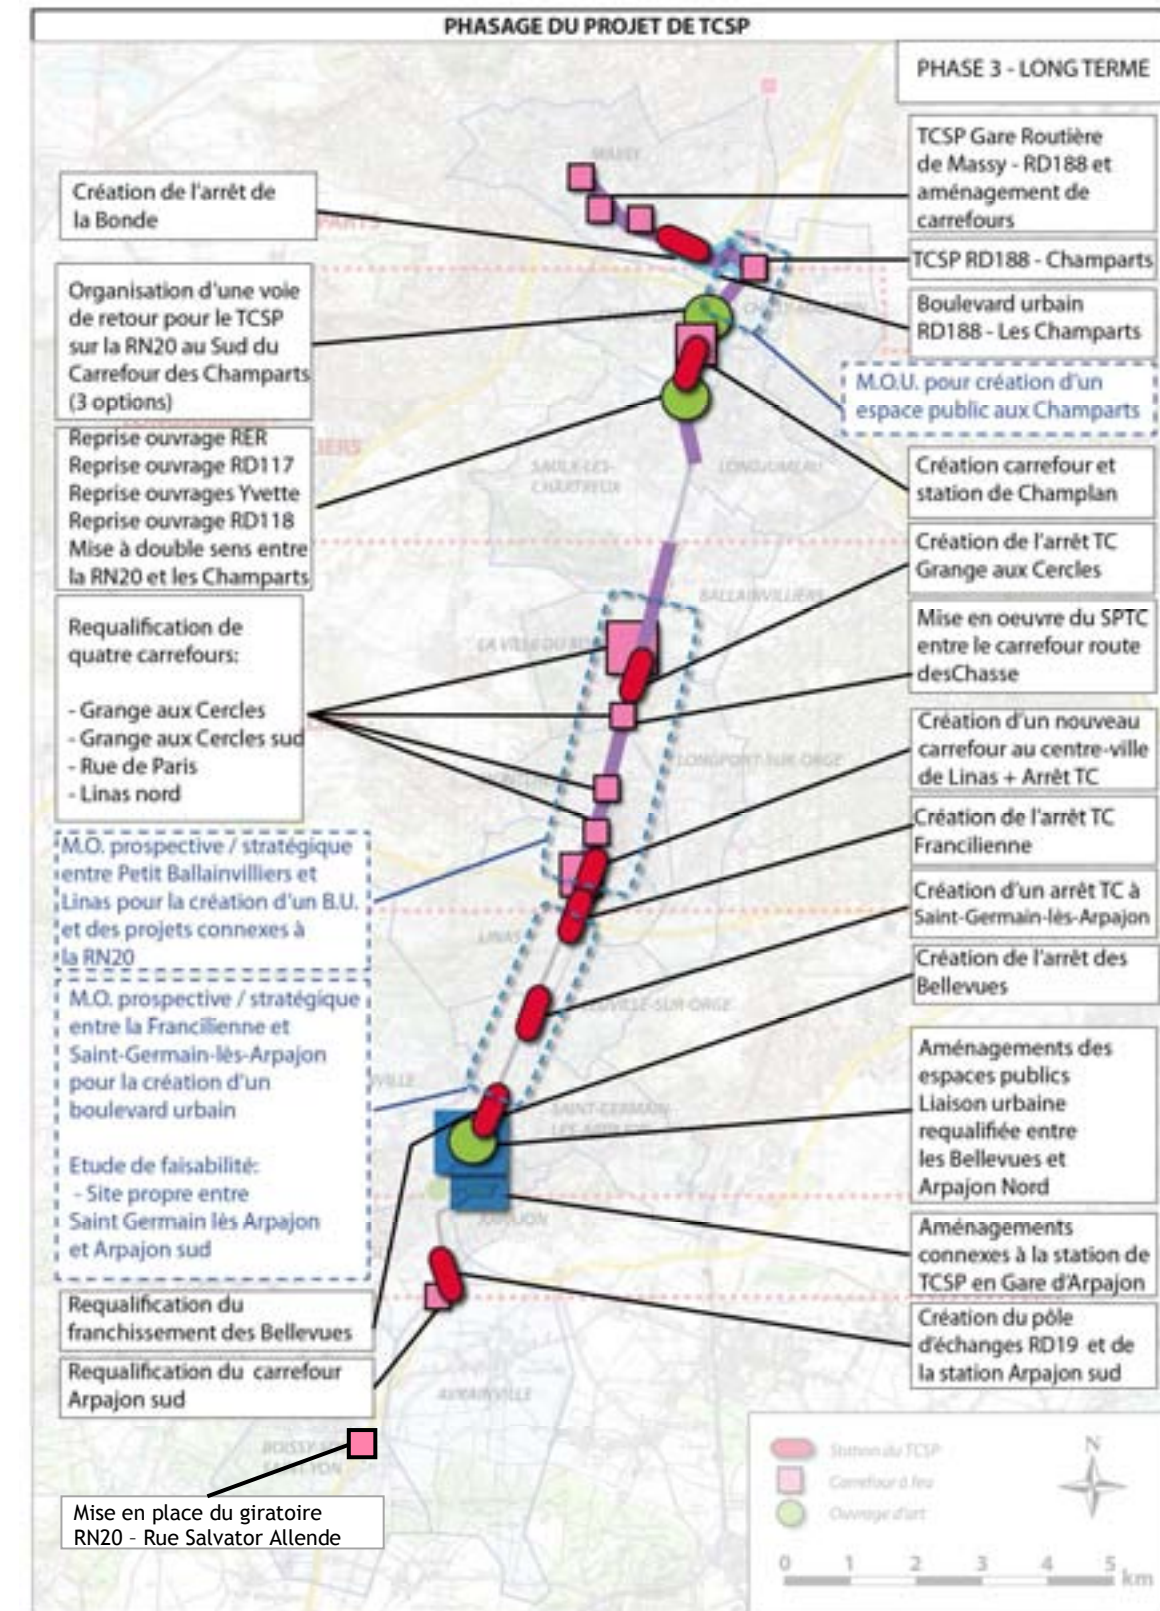 PHASAGE DU PROJET DE TCSP
PHASE 3 - LONG TERME
Création de l'arrêt de
la Bonde
Organisation d'une voie
de retour pour le TCSP
sur la RN20 au Sud du
Carrefour des Champarts
(3 options)
Reprise ouvrage RER
Reprise ouvrage RD117
Reprise ouvrages Yvette
Reprise ouvrage RD118
Mise à double sens entre
la RN20 et les Champarts
Requalification de
quatre carrefours:
- Grange aux Cercles
- Grange aux Cercles sud
- Rue de Paris
- Linas nord
M.O. prospective / stratégique
entre Petit Ballainvilliers et
Linas pour la création d'un B.U.
et des projets connexes à
la RN20
M.O. prospective / stratégique
entre la Francilienne et
Saint-Germain-lès-Arpajon
pour la création d'un
boulevard urbain
Etude de faisabilité:
- Site propre entre
Saint Germain lès Arpajon
et Arpajon sud
Requalification du
franchissement des Bellevues
Requalification du carrefour
Arpajon sud
Mise en place du giratoire
RN20 - Rue Salvator Allende
TCSP Gare Routière
de Massy - RD188 et
aménagement de
carrefours
TCSP RD188 - Champarts
Boulevard urbain
RD188 - Les Champarts
M.O.U. pour création d'un
espace public aux Champarts
Création carrefour et
station de Champlan
Création de l'arrêt TC
Grange aux Cercles
Mise en oeuvre du SPTC
entre le carrefour route
desChasse
Création d'un nouveau
carrefour au centre-ville
de Linas + Arrêt TC
Création de l'arrêt TC
Francilienne
Création d'un arrêt TC à
Saint-Germain-lès-Arpajon
Création de l'arrêt des
Bellevues
Aménagements des
espaces publics
Liaison urbaine
requalifiée entre
les Bellevues et
Arpajon Nord
Aménagements
connexes à la station de
TCSP en Gare d'Arpajon
Création du pôle
d'échanges RD19 et de
la station Arpajon sud
MASSY
SAULX-LES-
CHARTREUX
LONGJUMEAU
BALLAINVILLIERS
LA VILLE DU
LONGPONT-SUR-ORGE
LINAS
SAINT-GERMAIN
ARPAJON
AVRAINVILLE
BOISSY
SAINT-YON
Station du TCSP
Carrefour à feu
Ouvrage d'art
N
0 1 2 3 4 5 km